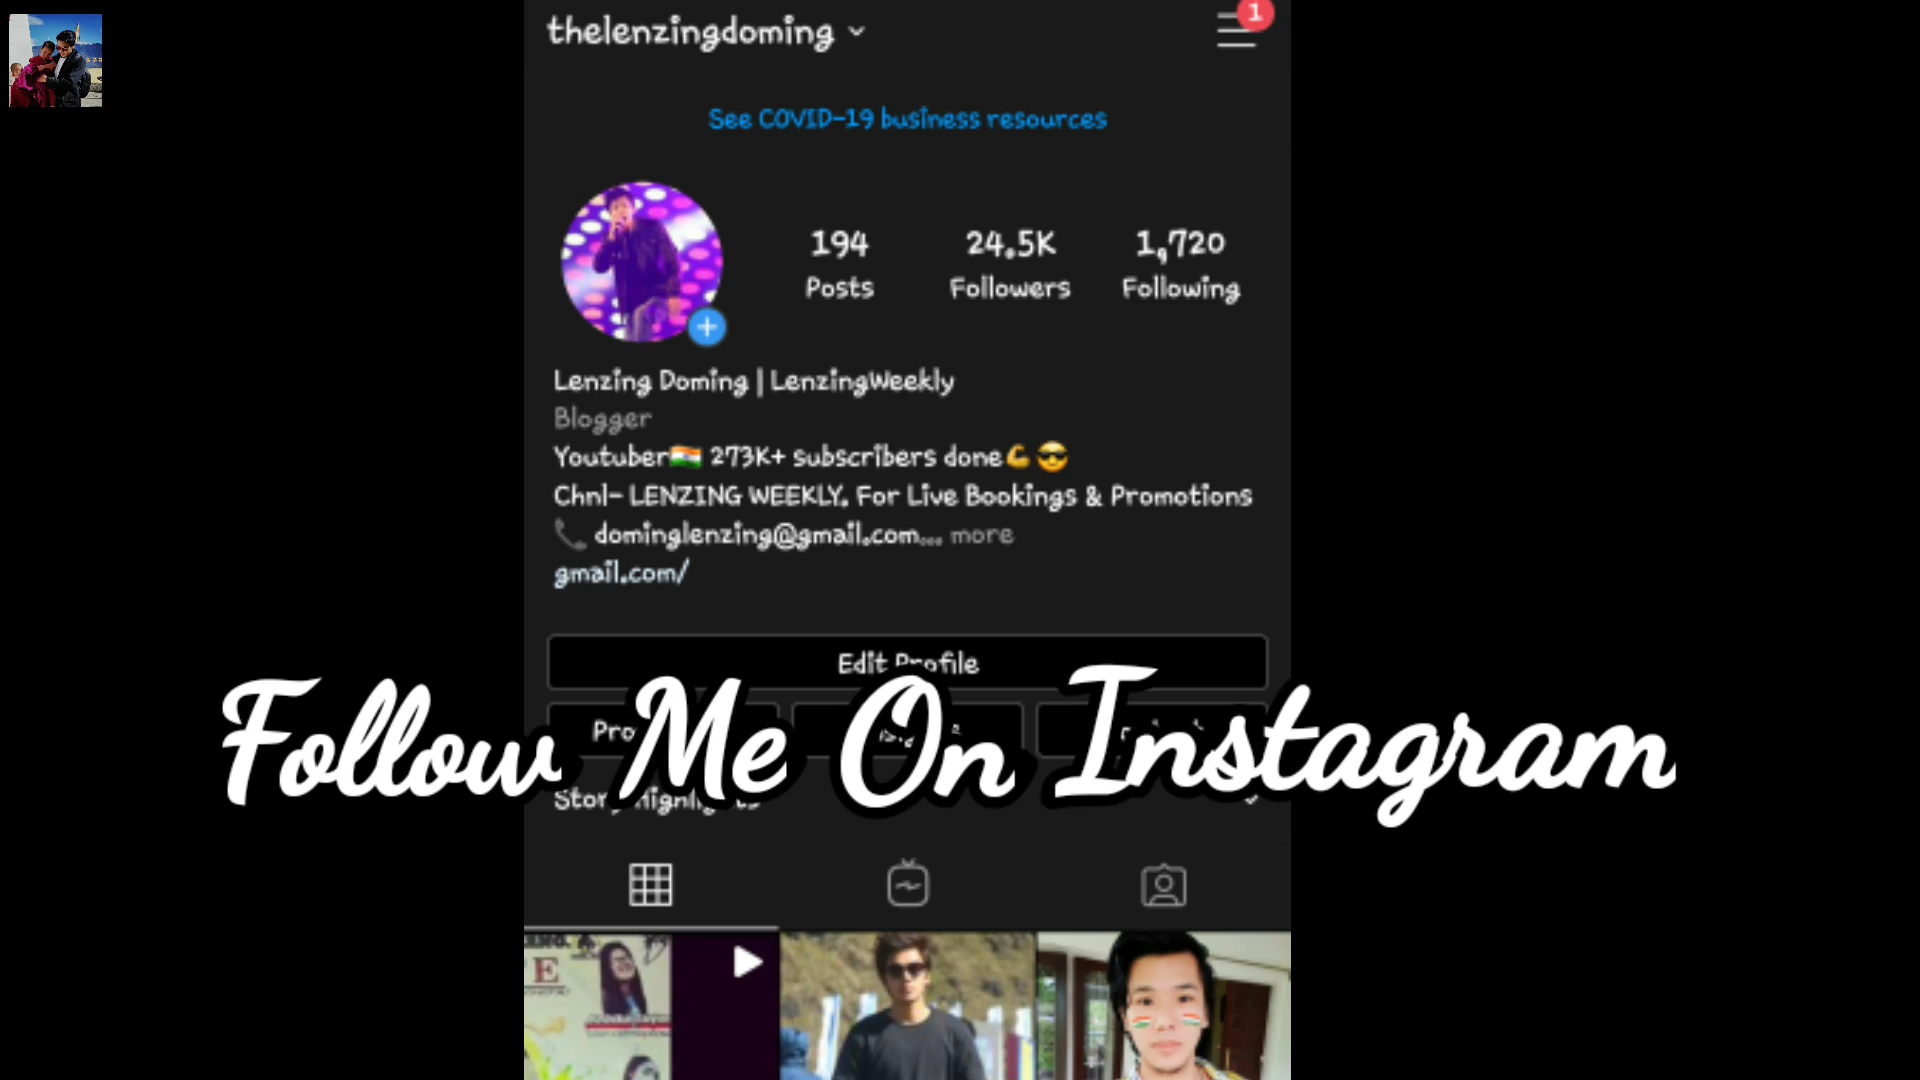 thelenzingdoming
1
See COVID-19 business resources
194
24.5K
1,720
Posts
Followers
Following
Lenzing Doming | LenzingWeekly
Blogger
Youtuber🇮🇳 273K+ subscribers done💪😎
Chnl- LENZING WEEKLY. For Live Bookings & Promotions
📞 dominglenzing@gmail.com... more
gmail.com/
Edit Profile
Follow Me On Instagram
Story highlights
E